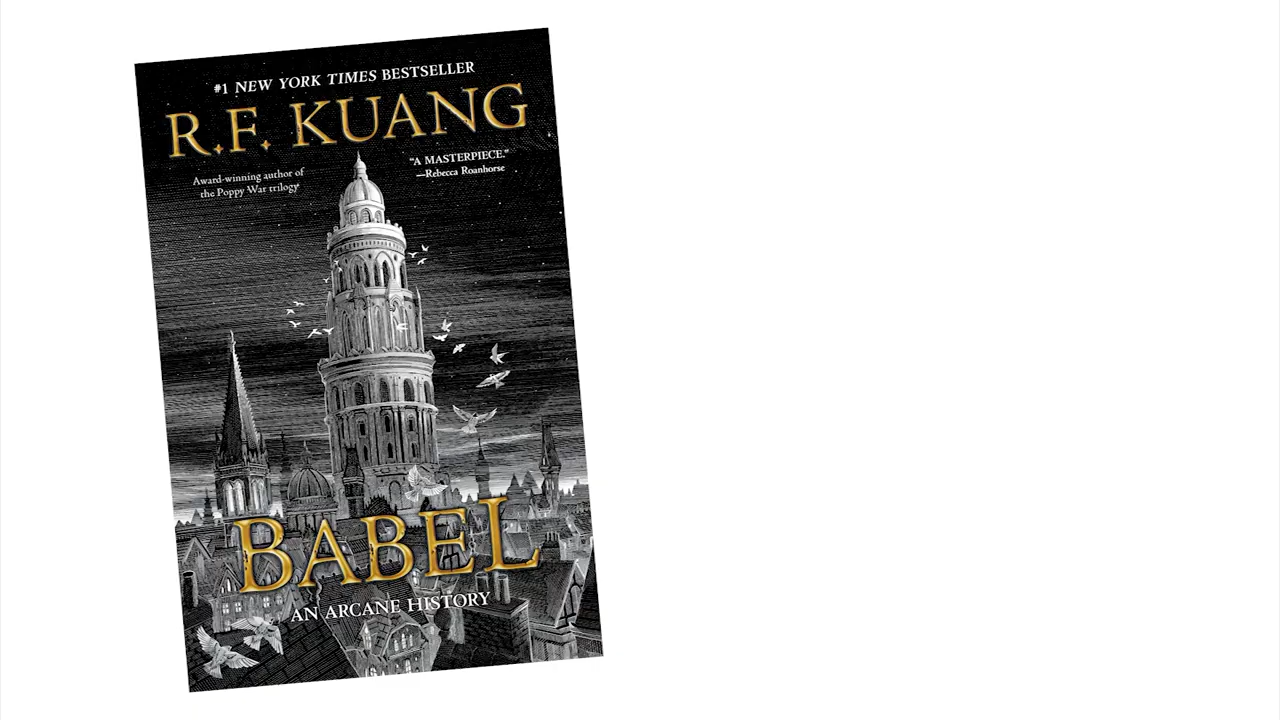 #1 NEW YORK TIMES BESTSELLER
R.F. KUANG
Award-winning author of
the Poppy War trilogy
“A MASTERPIECE.”
—Rebecca Roanhorse
BABEL
AN ARCANE HISTORY